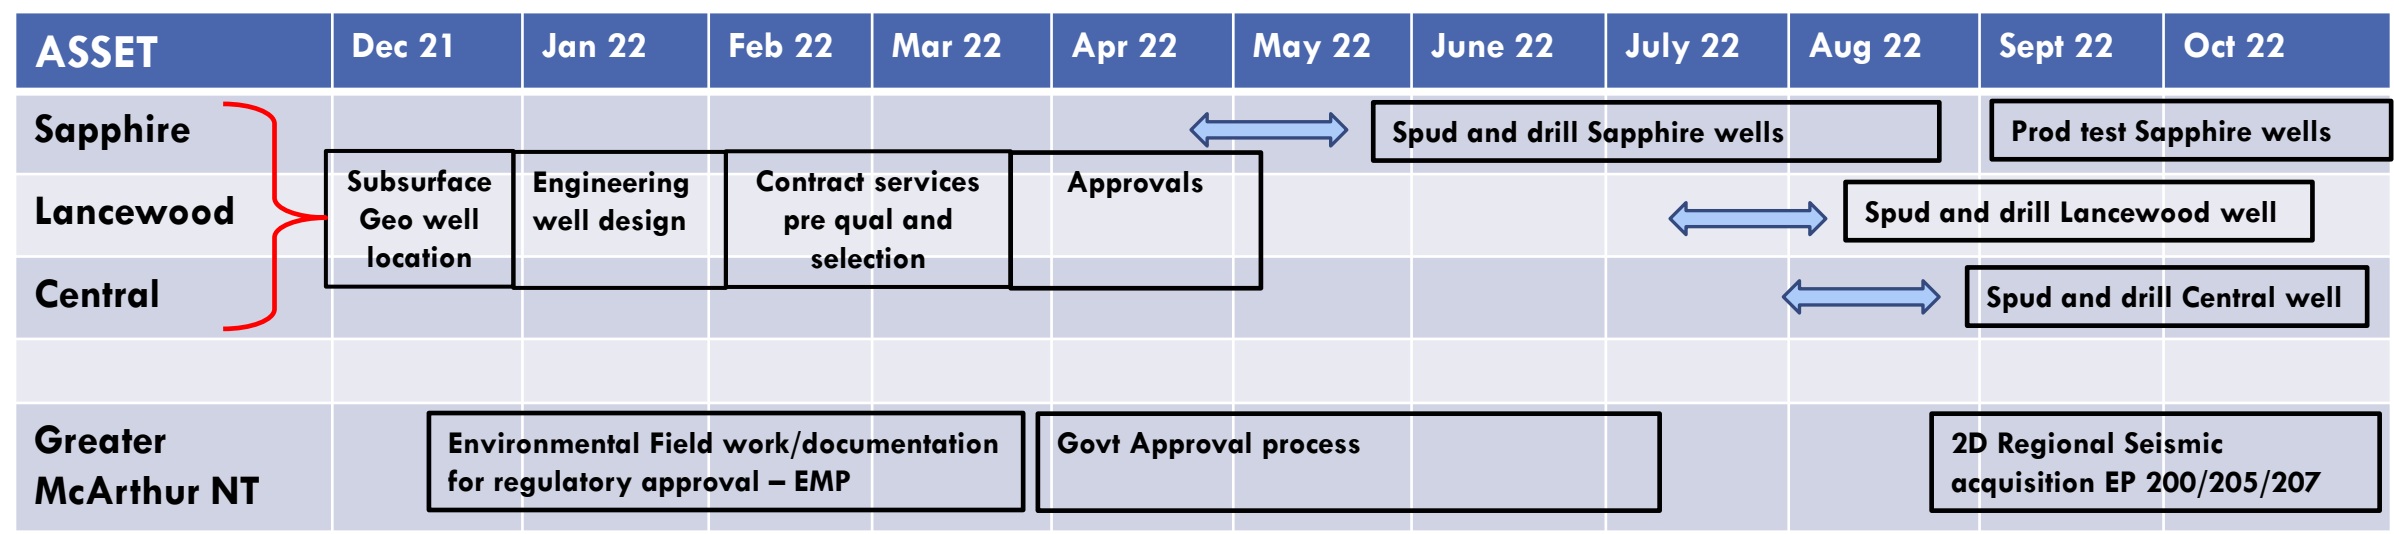 ASSET
Dec 21
Jan 22
Feb 22
Mar 22
Apr 22
May 22
June 22
July 22
Aug 22
Sept 22
Oct 22
Sapphire
Spud and drill Sapphire wells
Prod test Sapphire wells
Lancewood
Subsurface
Geo well
location
Engineering
well design
Contract services
pre qual and
selection
Approvals
Spud and drill Lancewood well
Central
Spud and drill Central well
Greater
McArthur NT
Environmental Field work/documentation
for regulatory approval – EMP
Govt Approval process
2D Regional Seismic
acquisition EP 200/205/207